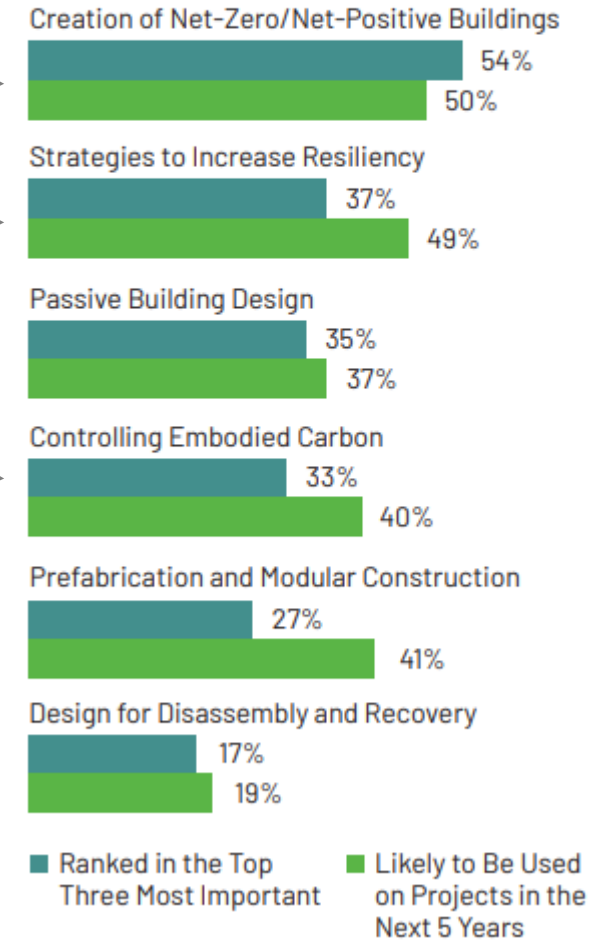 Creation of Net-Zero/Net-Positive Buildings
54%
50%
Strategies to Increase Resiliency
37%
49%
Passive Building Design
35%
37%
Controlling Embodied Carbon
33%
40%
Prefabrication and Modular Construction
27%
41%
Design for Disassembly and Recovery
17%
19%
Ranked in the Top
Three Most Important
Likely to Be Used
on Projects in the
Next 5 Years